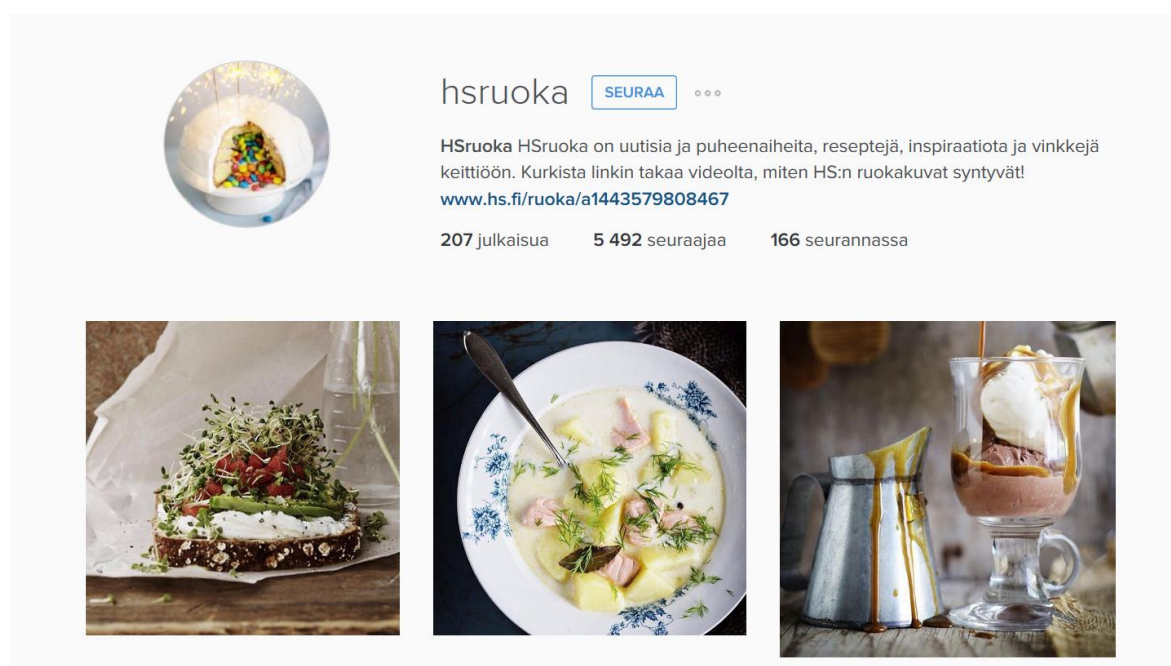 hsruoka SEURAA
HSruoka HSruoka on uutisia ja puheenaiheita, reseptejä, inspiraatiota ja vinkkejä
keittiöön. Kurkista linkin takaa videolta, miten HS:n ruokakuvat syntyvät!
www.hs.fi/ruoka/a1443579808467
207 julkaisua 5 492 seuraajaa 166 seurannassa